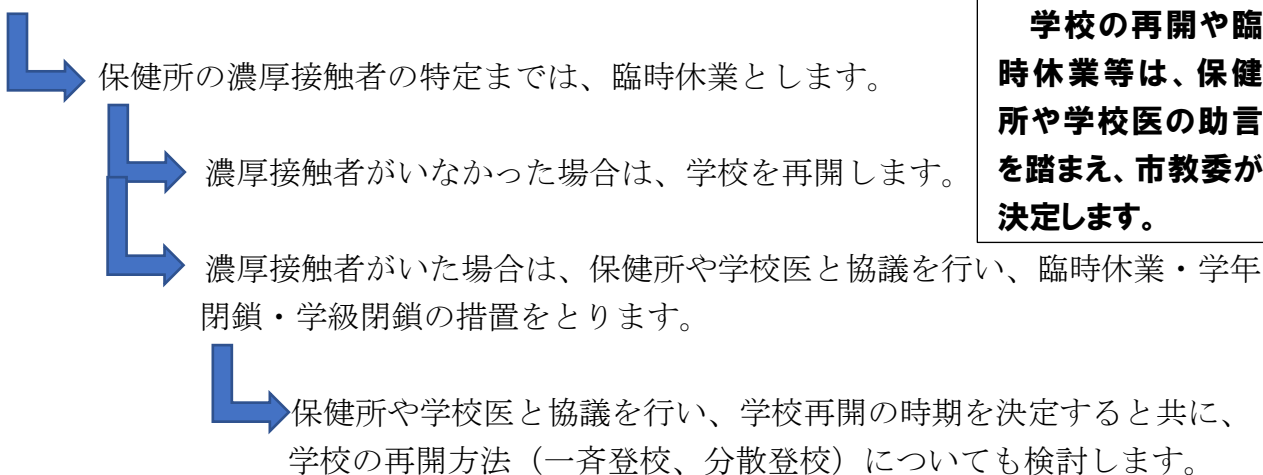 保健所の濃厚接触者の特定までは、臨時休業とします。
濃厚接触者がいなかった場合は、学校を再開します。
学校の再開や臨
時休業等は、保健
所や学校医の助言
を踏まえ、市教委が
決定します。
濃厚接触者がいた場合は、保健所や学校医と協議を行い、臨時休業・学年
閉鎖・学級閉鎖の措置をとります。
保健所や学校医と協議を行い、学校再開の時期を決定すると共に、
学校の再開方法（一斉登校、分散登校）についても検討します。